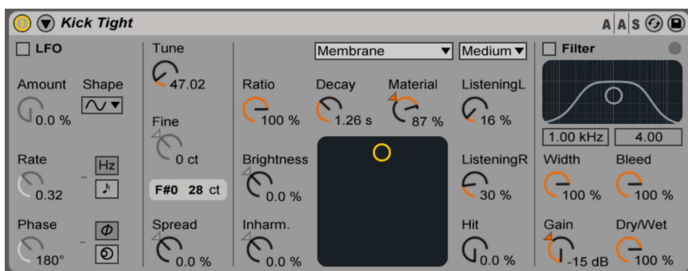 Kick Tight
A A S
LFO
Tune
Membrane
Medium
Filter
47.02
Amount Shape
0.0 %
Ratio Decay Material ListeningL
100 % 1.26 s 87 % 16 %
Fine
0 ct
1.00 kHz 4.00
Rate
Hz
0.32
F#0 28 ct
Brightness
0.0 %
ListeningR
30 %
Width Bleed
100 % 100 %
Phase
Φ
180°
Spread
0.0 %
Inharm.
0.0 %
Hit
0.0 %
Gain Dry/Wet
-15 dB 100 %